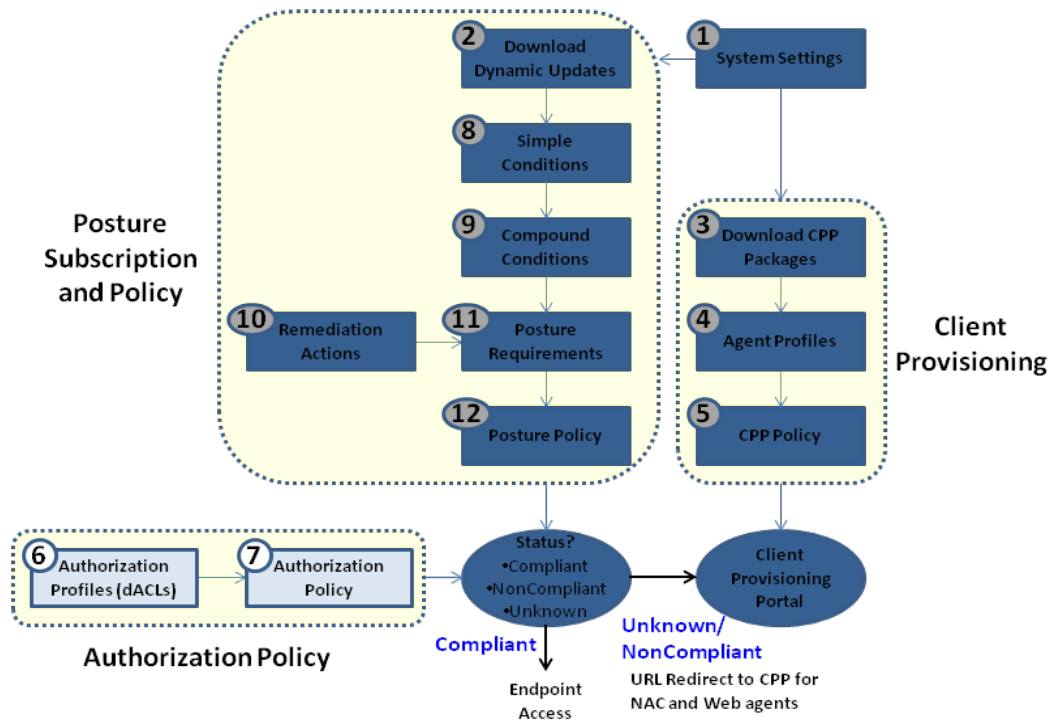 2
Download
Dynamic Updates
1
System Settings
8
Simple
Conditions
Posture
Subscription
and Policy
9
Compound
Conditions
3
Download CPP
Packages
10
Remediation
Actions
11
Posture
Requirements
4
Agent Profiles
Client
Provisioning
12
Posture Policy
5
CPP Policy
6
Authorization
Profiles (dACLs)
7
Authorization
Policy
Status?
•Compliant
•NonCompliant
•Unknown
Client
Provisioning
Portal
Authorization Policy
Compliant
Unknown/
NonCompliant
Endpoint
Access
URL Redirect to CPP for
NAC and Web agents